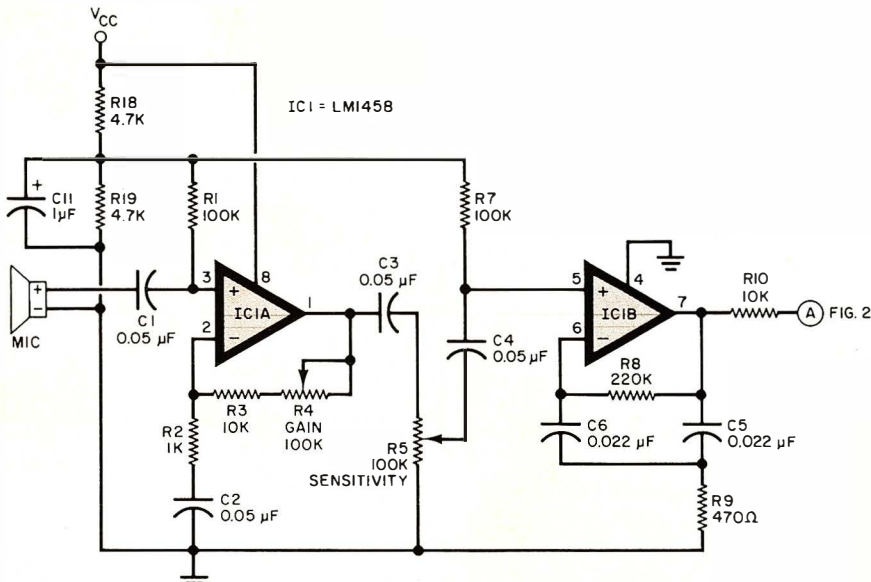 VCC
R18
4.7K
IC1 = LM1458
C11
1µF
+
R19
4.7K
R1
100K
R7
100K
MIC
+
−
C1
0.05 µF
3
+
8
IC1A
1
2
−
C3
0.05 µF
R3
10K
R4
GAIN
100K
R2
1K
C2
0.05 µF
R5
100K
SENSITIVITY
C4
0.05 µF
5
+
4
IC1B
7
6
−
R10
10K
A FIG. 2
R8
220K
C6
0.022 µF
C5
0.022 µF
R9
470Ω